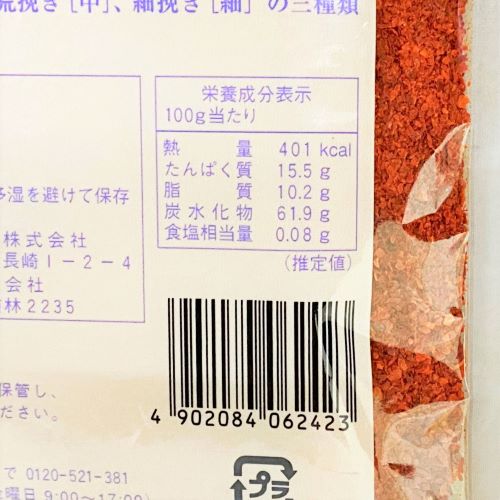 荒挽き［中］、細挽き［細］の三種類
栄養成分表示
100g当たり
熱量 401 kcal
たんぱく質 15.5 g
脂質 10.2 g
炭水化物 61.9 g
食塩相当量 0.08 g
(推定値)
多湿を避けて保存
株式会社
長崎1-2-4
会社
林2235
保管し、
ださい。
4 902084 062423
で 0120-521-381
金曜日 9:00〜17:00)
プラ